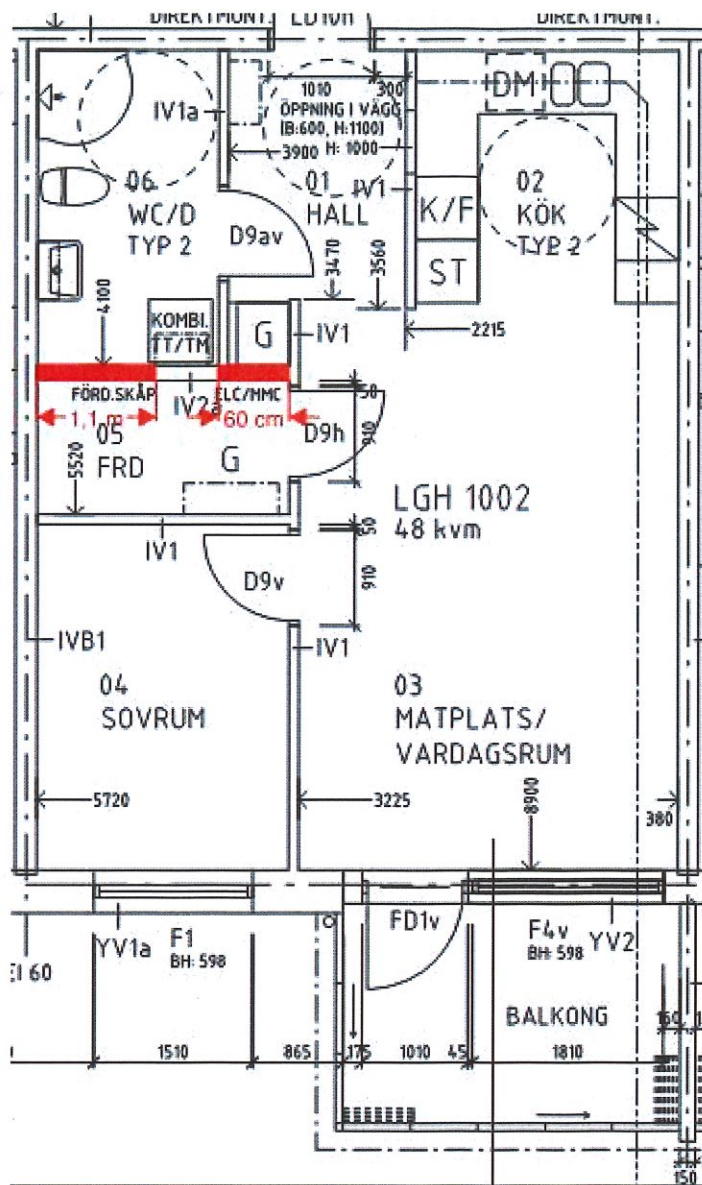 DIREKTMONT.
DIREKTMONT.
1010
300
DM
IV1a
ÖPPNING I VÄGG
(B:600, H:1100)
3900
H: 1000
06
WC/D
TYP 2
01
HALL
IV1
02
KÖK
TYP 2
K/F
ST
D9av
3470
3560
4100
KOMBI.
TT/TM
G
IV1
2215
FÖRD.SKÅP
IV2a
ELC/MMC
50
1,1 m
60 cm
05
FRD
G
D9h
910
5520
LGH 1002
48 kvm
IV1
50
D9v
910
IVB1
IV1
04
SOVRUM
03
MATPLATS/
VARDAGSRUM
5720
3225
8900
380
YV1a
F1
BH: 598
FD1v
F4v
BH: 598
YV2
EI 60
BALKONG
160
1510
865
175
1010
45
1810
150